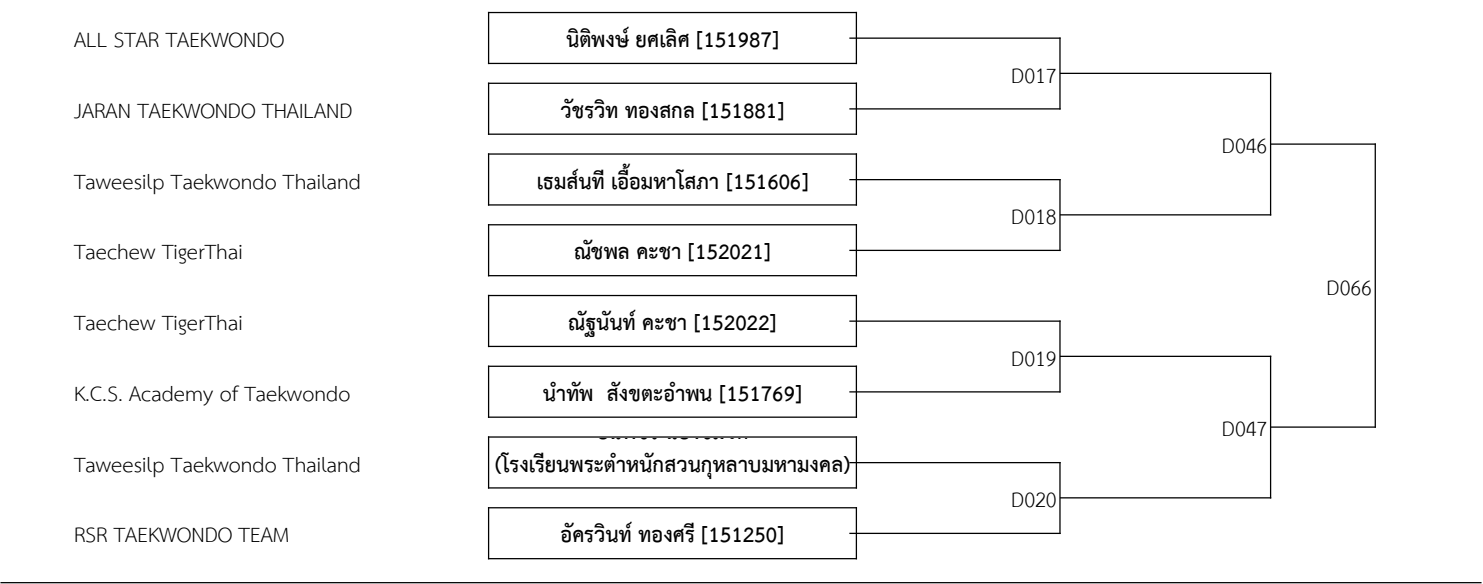 ALL STAR TAEKWONDO
นิติพงษ์ ยศเลิศ [151987]
D017
JARAN TAEKWONDO THAILAND
วัชรวิท ทองสกล [151881]
D046
Taweesilp Taekwondo Thailand
เธมส์นที เอื้อมหาโสภา [151606]
D018
Taechew TigerThai
ณัชพล คะชา [152021]
D066
Taechew TigerThai
ณัฐนันท์ คะชา [152022]
D019
K.C.S. Academy of Taekwondo
นำทัพ  สังขตะอำพน [151769]
D047
Taweesilp Taekwondo Thailand
(โรงเรียนพระตำหนักสวนกุหลาบมหามงคล)
D020
RSR TAEKWONDO TEAM
อัครวินท์ ทองศรี [151250]